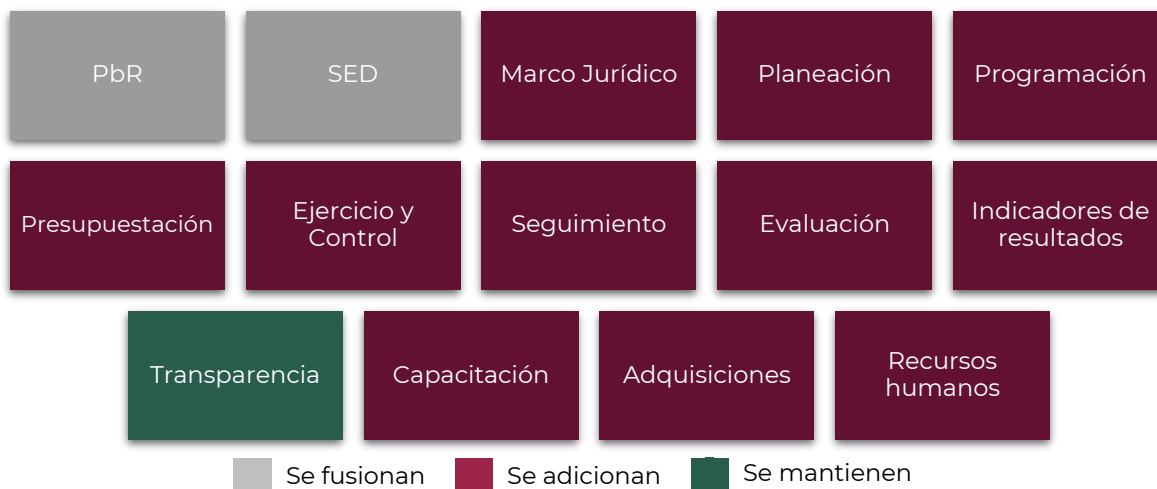 PbR
SED
Marco Jurídico
Planeación
Programación
Presupuestación
Ejercicio y
Control
Seguimiento
Evaluación
Indicadores de
resultados
Transparencia
Capacitación
Adquisiciones
Recursos
humanos
Se fusionan
Se adicionan
Se mantienen